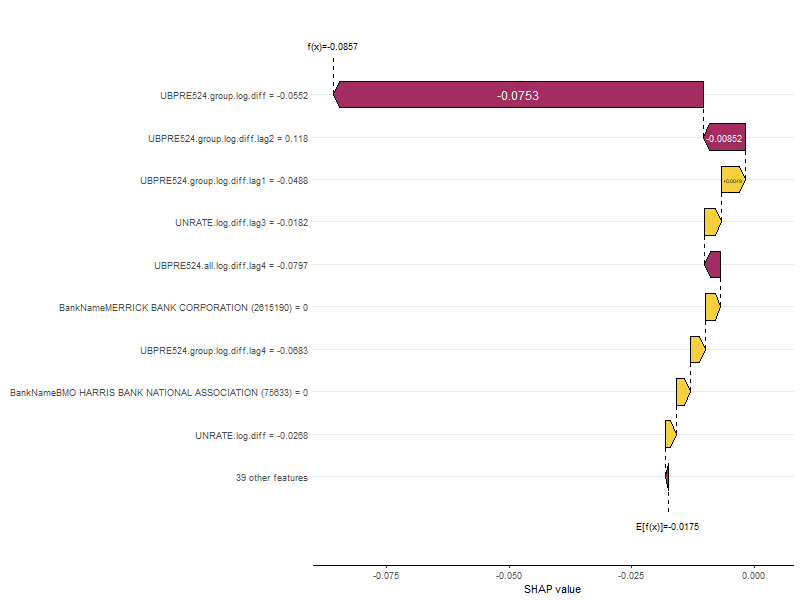 f(x)=-0.0857
UBPRE524.group.log.diff = -0.0552
-0.0753
UBPRE524.group.log.diff.lag2 = 0.118
-0.00852
UBPRE524.group.log.diff.lag1 = -0.0488
UNRATE.log.diff.lag3 = -0.0182
UBPRE524.all.log.diff.lag4 = -0.0797
BankNameMERRICK BANK CORPORATION (2615190) = 0
UBPRE524.group.log.diff.lag4 = -0.0683
BankNameBMO HARRIS BANK NATIONAL ASSOCIATION (75633) = 0
UNRATE.log.diff = -0.0268
39 other features
E[f(x)]=-0.0175
-0.075
-0.050
-0.025
0.000
SHAP value